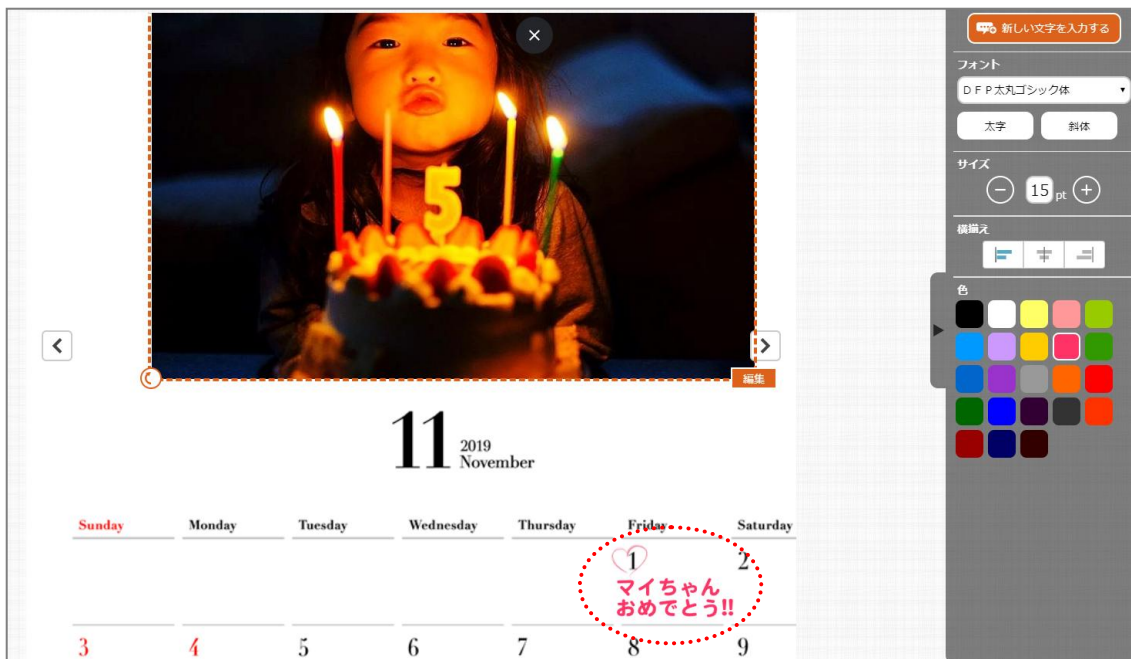 新しい文字を入力する
フォント
ＤＦＰ太丸ゴシック体
太字
斜体
サイズ
15 pt
横揃え
色
5
編集
11
2019
November
Sunday Monday Tuesday Wednesday Thursday Friday Saturday
1 2
マイちゃん
おめでとう!!
3 4 5 6 7 8 9